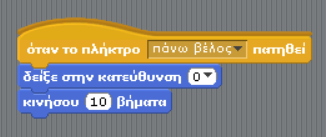 όταν το πλήκτρο πάνω βέλος πατηθεί
δείξε στην κατεύθυνση 0
κινήσου 10 βήματα